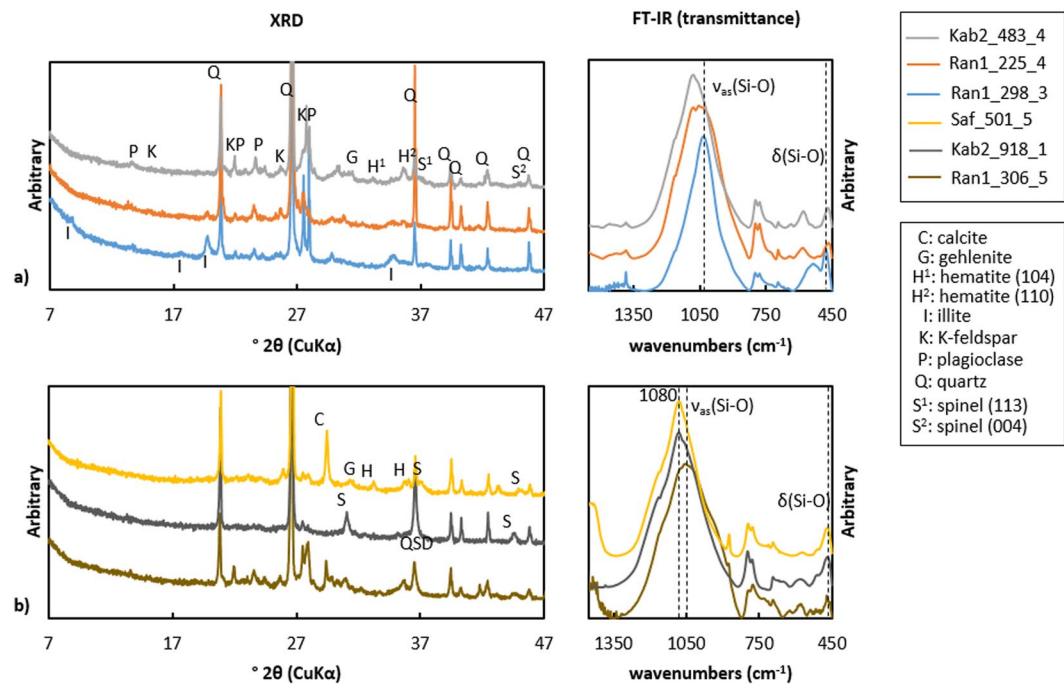 XRD
FT-IR (transmittance)
a)
Arbitrary
P K Q KP P K Q KP G H¹ H² Q S¹ Q Q Q S² Q
I I I I
7 17 27 37 47
° 2θ (CuKα)
νas(Si-O)
δ(Si-O)
Arbitrary
1350 1050 750 450
wavenumbers (cm⁻¹)
b)
Arbitrary
C G H H S S
S S
QSD
7 17 27 37 47
° 2θ (CuKα)
1080
νas(Si-O)
δ(Si-O)
Arbitrary
1350 1050 750 450
wavenumbers (cm⁻¹)
Kab2_483_4
Ran1_225_4
Ran1_298_3
Saf_501_5
Kab2_918_1
Ran1_306_5
C: calcite
G: gehlenite
H¹: hematite (104)
H²: hematite (110)
I: illite
K: K-feldspar
P: plagioclase
Q: quartz
S¹: spinel (113)
S²: spinel (004)